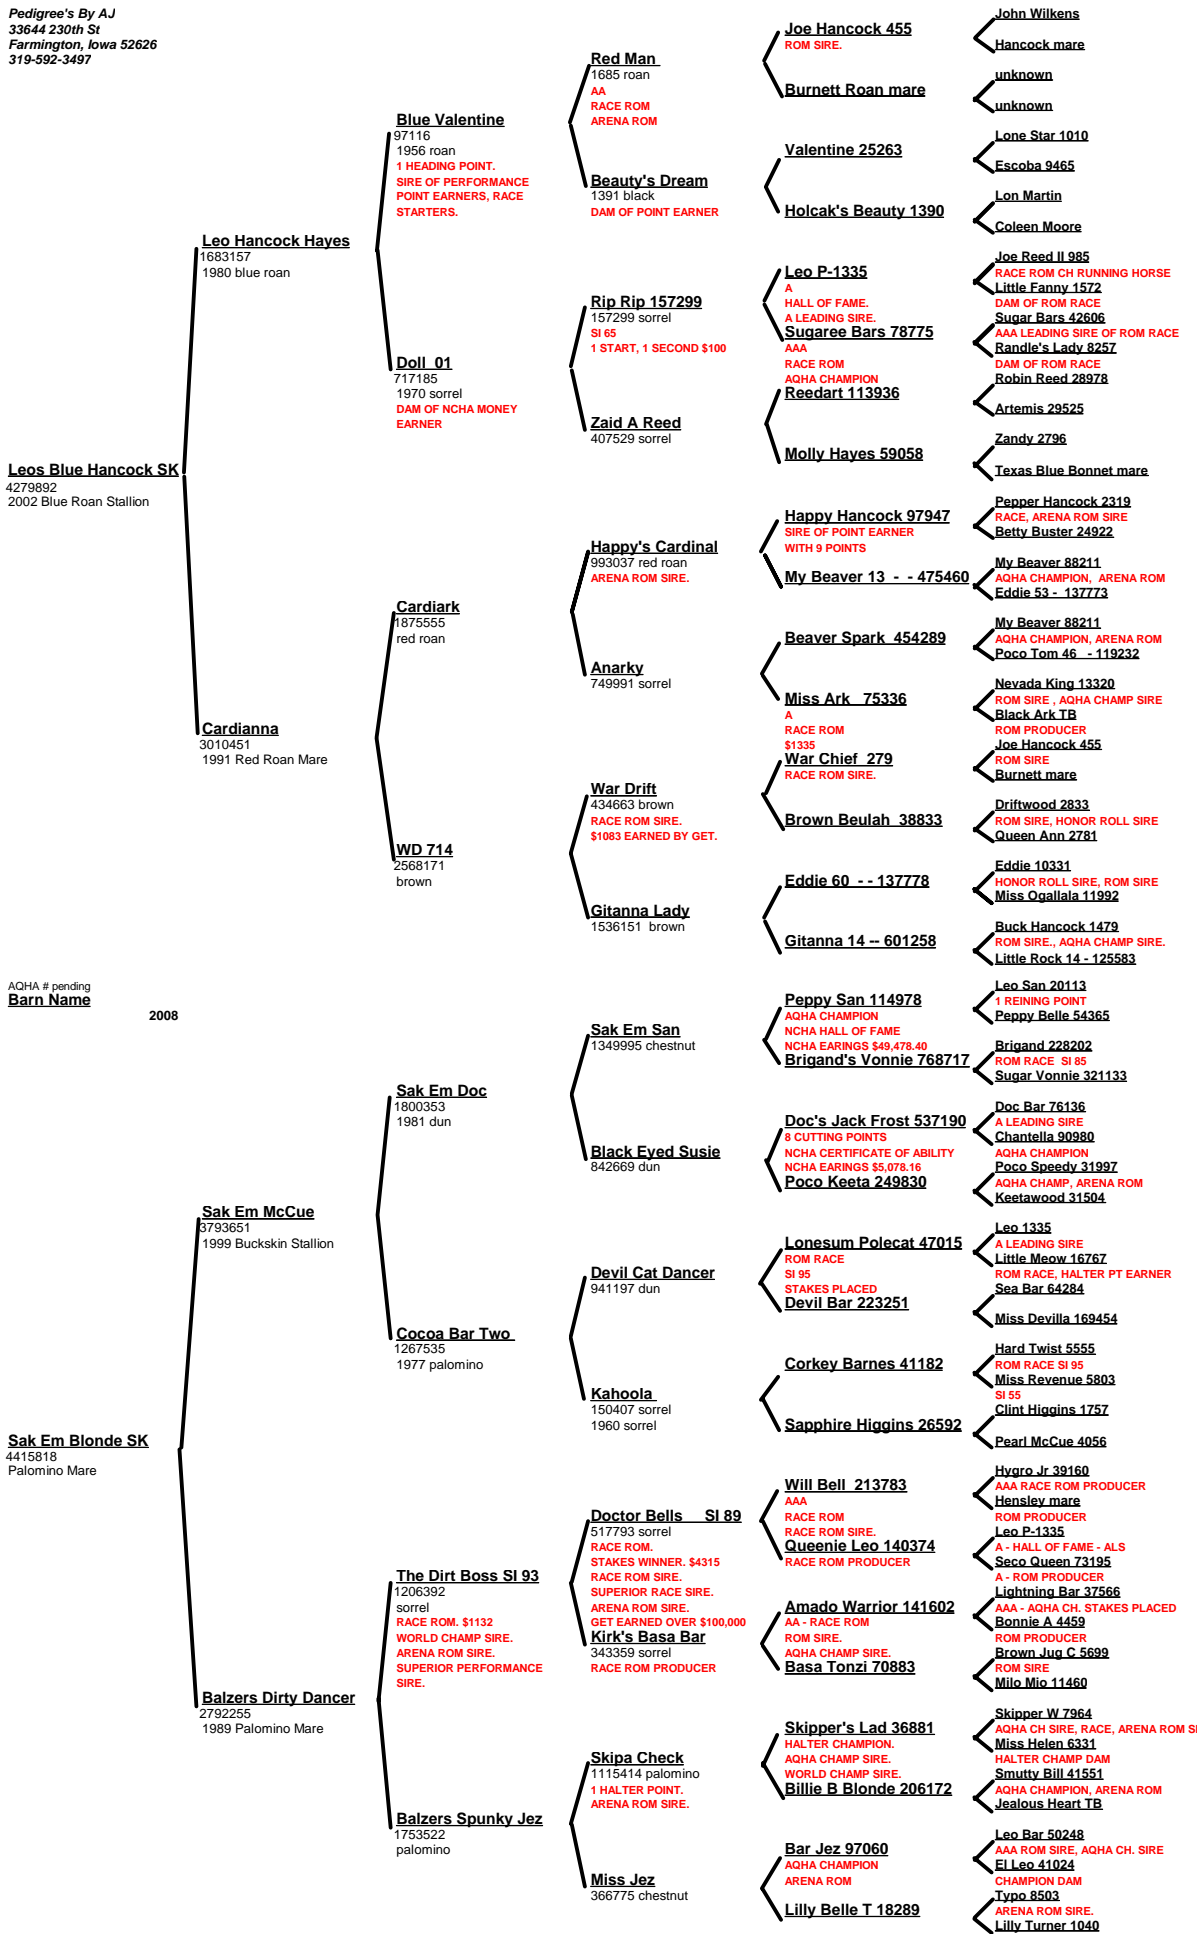 Pedigree's By AJ
33644 230th St
Farmington, Iowa 52626
319-592-3497
Leos Blue Hancock SK
4279892
2002 Blue Roan Stallion
AQHA # pending
Barn Name
2008
Sak Em Blonde SK
4415818
Palomino Mare
Leo Hancock Hayes
1683157
1980 blue roan
Cardianna
3010451
1991 Red Roan Mare
Sak Em McCue
3793651
1999 Buckskin Stallion
Balzers Dirty Dancer
2792255
1989 Palomino Mare
Blue Valentine
97116
1956 roan
1 HEADING POINT.
SIRE OF PERFORMANCE
POINT EARNERS, RACE
STARTERS.
Doll 01
717185
1970 sorrel
DAM OF NCHA MONEY
EARNER
Cardiark
1875555
red roan
WD 714
2568171
brown
Sak Em Doc
1800353
1981 dun
Cocoa Bar Two
1267535
1977 palomino
The Dirt Boss SI 93
1206392
sorrel
RACE ROM. $1132
WORLD CHAMP SIRE.
ARENA ROM SIRE.
SUPERIOR PERFORMANCE
SIRE.
Balzers Spunky Jez
1753522
palomino
Red Man
1685 roan
AA
RACE ROM
ARENA ROM
Beauty's Dream
1391 black
DAM OF POINT EARNER
Rip Rip 157299
157299 sorrel
SI 65
1 START, 1 SECOND $100
Zaid A Reed
407529 sorrel
Happy's Cardinal
993037 red roan
ARENA ROM SIRE.
Anarky
749991 sorrel
War Drift
434663 brown
RACE ROM SIRE.
$1083 EARNED BY GET.
Gitanna Lady
1536151 brown
Sak Em San
1349995 chestnut
Black Eyed Susie
842669 dun
Devil Cat Dancer
941197 dun
Kahoola
150407 sorrel
1960 sorrel
Doctor Bells SI 89
517793 sorrel
RACE ROM.
STAKES WINNER. $4315
RACE ROM SIRE.
SUPERIOR RACE SIRE.
ARENA ROM SIRE.
GET EARNED OVER $100,000
Kirk's Basa Bar
343359 sorrel
RACE ROM PRODUCER
Skipa Check
1115414 palomino
1 HALTER POINT.
ARENA ROM SIRE.
Miss Jez
366775 chestnut
Joe Hancock 455
ROM SIRE.
Burnett Roan mare
Valentine 25263
Holcak's Beauty 1390
Leo P-1335
A
HALL OF FAME.
A LEADING SIRE.
Sugaree Bars 78775
AAA
RACE ROM
AQHA CHAMPION
Reedart 113936
Molly Hayes 59058
Happy Hancock 97947
SIRE OF POINT EARNER
WITH 9 POINTS
My Beaver 13 - - 475460
Beaver Spark 454289
Miss Ark 75336
A
RACE ROM
$1335
War Chief 279
RACE ROM SIRE.
Brown Beulah 38833
Eddie 60 - - 137778
Gitanna 14 -- 601258
Peppy San 114978
AQHA CHAMPION
NCHA HALL OF FAME
NCHA EARINGS $49,478.40
Brigand's Vonnie 768717
Doc's Jack Frost 537190
8 CUTTING POINTS
NCHA CERTIFICATE OF ABILITY
NCHA EARINGS $5,078.16
Poco Keeta 249830
Lonesum Polecat 47015
ROM RACE
SI 95
STAKES PLACED
Devil Bar 223251
Corkey Barnes 41182
Sapphire Higgins 26592
Will Bell 213783
AAA
RACE ROM
RACE ROM SIRE.
Queenie Leo 140374
RACE ROM PRODUCER
Amado Warrior 141602
AA - RACE ROM
ROM SIRE.
AQHA CHAMP SIRE.
Basa Tonzi 70883
Skipper's Lad 36881
HALTER CHAMPION.
AQHA CHAMP SIRE.
WORLD CHAMP SIRE.
Billie B Blonde 206172
Bar Jez 97060
AQHA CHAMPION
ARENA ROM
Lilly Belle T 18289
John Wilkens
Hancock mare
unknown
unknown
Lone Star 1010
Escoba 9465
Lon Martin
Coleen Moore
Joe Reed II 985
RACE ROM CH RUNNING HORSE
Little Fanny 1572
DAM OF ROM RACE
Sugar Bars 42606
AAA LEADING SIRE OF ROM RACE
Randle's Lady 8257
DAM OF ROM RACE
Robin Reed 28978
Artemis 29525
Zandy 2796
Texas Blue Bonnet mare
Pepper Hancock 2319
RACE, ARENA ROM SIRE
Betty Buster 24922
My Beaver 88211
AQHA CHAMPION, ARENA ROM
Eddie 53 - 137773
My Beaver 88211
AQHA CHAMPION, ARENA ROM
Poco Tom 46 - 119232
Nevada King 13320
ROM SIRE , AQHA CHAMP SIRE
Black Ark TB
ROM PRODUCER
Joe Hancock 455
ROM SIRE
Burnett mare
Driftwood 2833
ROM SIRE, HONOR ROLL SIRE
Queen Ann 2781
Eddie 10331
HONOR ROLL SIRE, ROM SIRE
Miss Ogallala 11992
Buck Hancock 1479
ROM SIRE., AQHA CHAMP SIRE.
Little Rock 14 - 125583
Leo San 20113
1 REINING POINT
Peppy Belle 54365
Brigand 228202
ROM RACE SI 85
Sugar Vonnie 321133
Doc Bar 76136
A LEADING SIRE
Chantella 90980
AQHA CHAMPION
Poco Speedy 31997
AQHA CHAMP, ARENA ROM
Keetawood 31504
Leo 1335
A LEADING SIRE
Little Meow 16767
ROM RACE, HALTER PT EARNER
Sea Bar 64284
Miss Devilla 169454
Hard Twist 5555
ROM RACE SI 95
Miss Revenue 5803
SI 55
Clint Higgins 1757
Pearl McCue 4056
Hygro Jr 39160
AAA RACE ROM PRODUCER
Hensley mare
ROM PRODUCER
Leo P-1335
A - HALL OF FAME - ALS
Seco Queen 73195
A - ROM PRODUCER
Lightning Bar 37566
AAA - AQHA CH. STAKES PLACED
Bonnie A 4459
ROM PRODUCER
Brown Jug C 5699
ROM SIRE
Milo Mio 11460
Skipper W 7964
AQHA CH SIRE, RACE, ARENA ROM SI
Miss Helen 6331
HALTER CHAMP DAM
Smutty Bill 41551
AQHA CHAMPION, ARENA ROM
Jealous Heart TB
Leo Bar 50248
AAA ROM SIRE, AQHA CH. SIRE
El Leo 41024
CHAMPION DAM
Typo 8503
ARENA ROM SIRE.
Lilly Turner 1040